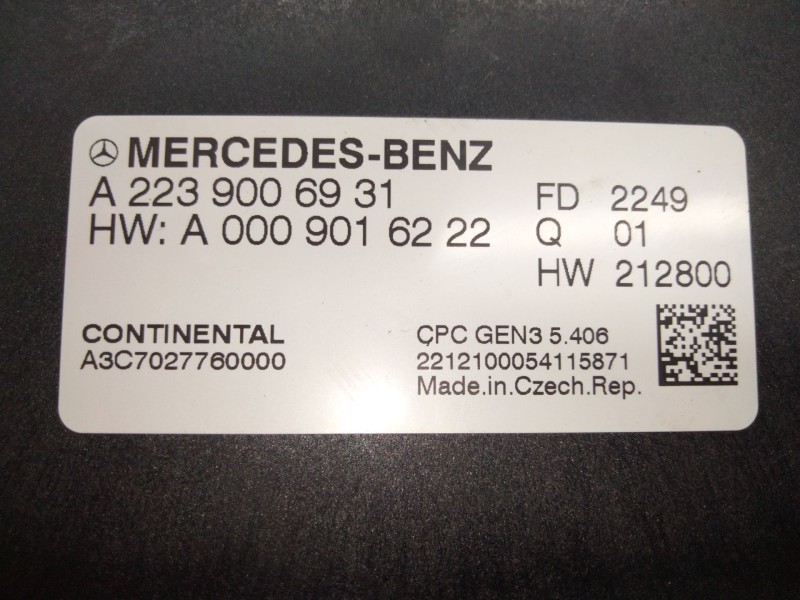 MERCEDES-BENZ
A 223 900 69 31 FD 2249
HW: A 000 901 62 22 Q 01
HW 212800
CONTINENTAL CPC GEN3 5.406
A3C7027760000 2212100054115871
Made.in.Czech.Rep.